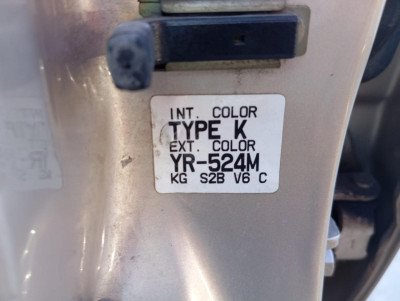 INT. COLOR
TYPE K
EXT. COLOR
YR-524M
KG S2B V6 C